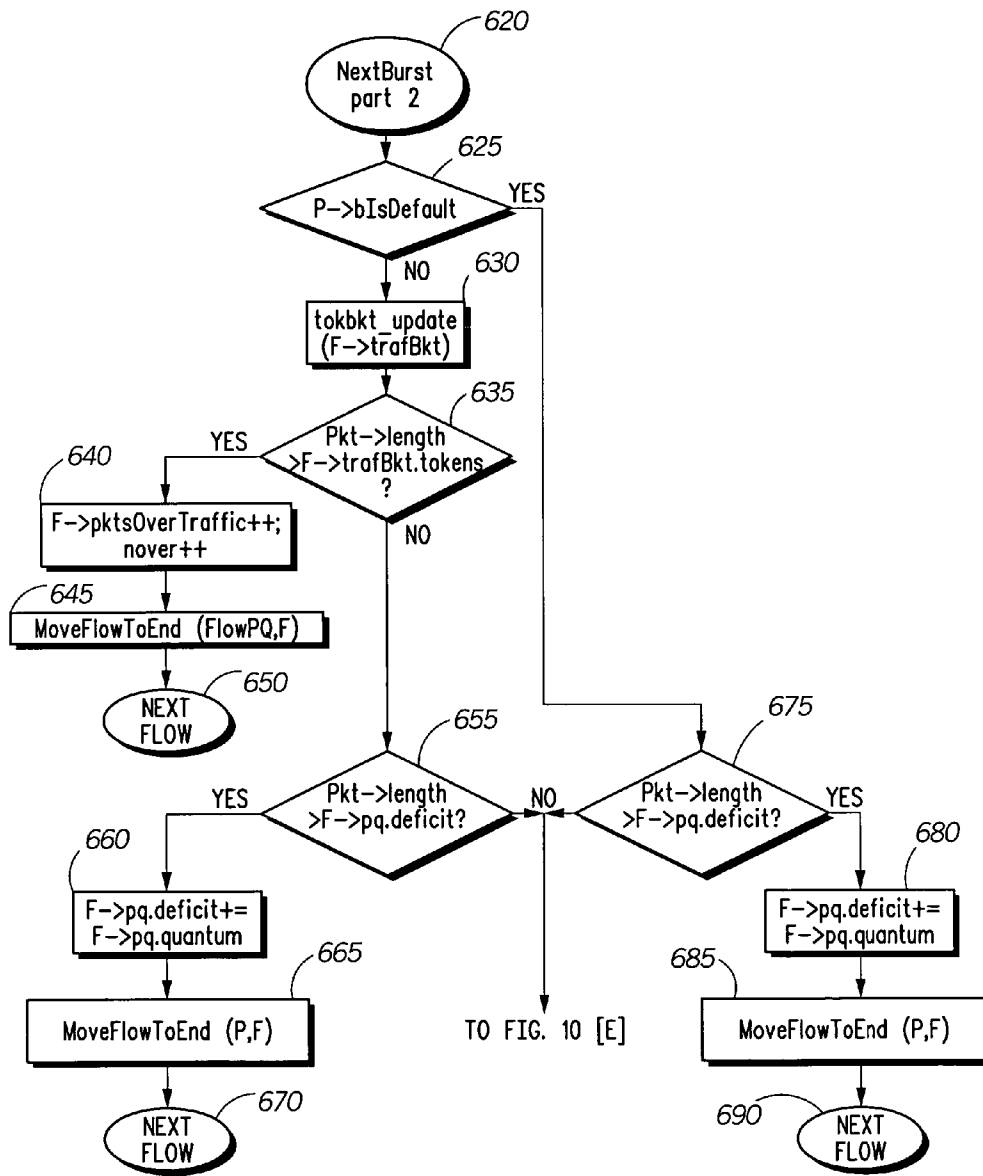 620
NextBurst
part 2
625
P->bIsDefault
YES
NO
630
tokbkt_update
(F->trafBkt)
635
Pkt->length
>F->trafBkt.tokens
?
YES
NO
640
F->pktsOverTraffic++;
nover++
645
MoveFlowToEnd (FlowPQ,F)
650
NEXT
FLOW
655
Pkt->length
>F->pq.deficit?
YES
NO
675
Pkt->length
>F->pq.deficit?
YES
660
F->pq.deficit+=
F->pq.quantum
680
F->pq.deficit+=
F->pq.quantum
665
MoveFlowToEnd (P,F)
TO FIG. 10 [E]
685
MoveFlowToEnd (P,F)
670
NEXT
FLOW
690
NEXT
FLOW